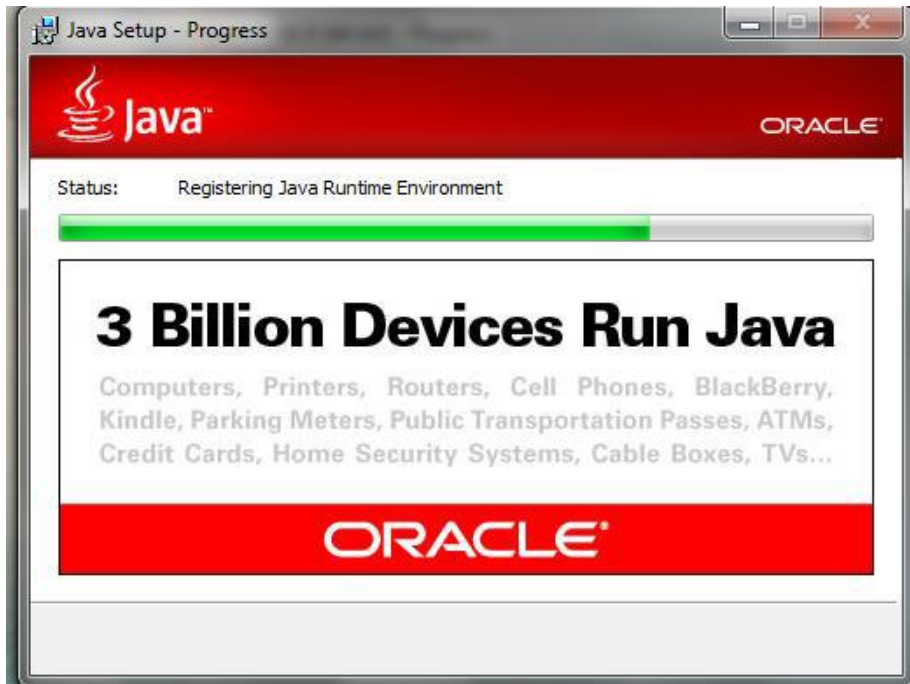 Java Setup - Progress
Java™
ORACLE®
Status: Registering Java Runtime Environment
3 Billion Devices Run Java
Computers, Printers, Routers, Cell Phones, BlackBerry,
Kindle, Parking Meters, Public Transportation Passes, ATMs,
Credit Cards, Home Security Systems, Cable Boxes, TVs...
ORACLE®